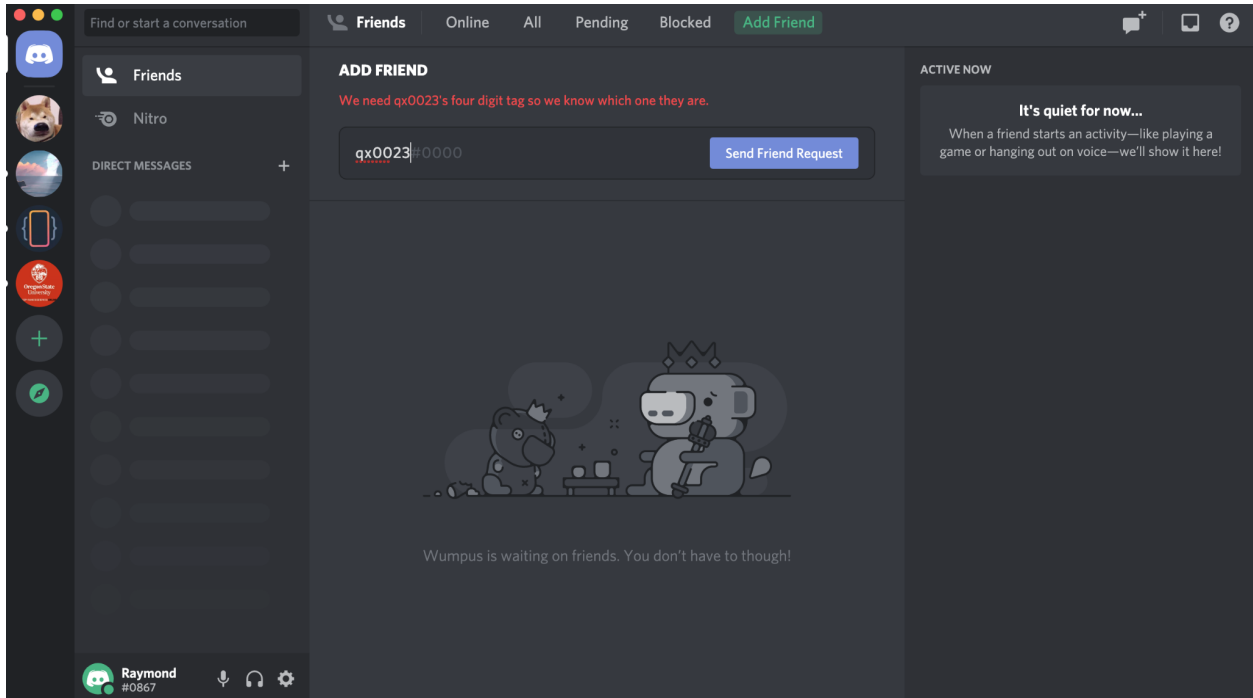 Find or start a conversation
Friends
Online
All
Pending
Blocked
Add Friend
Friends
Nitro
DIRECT MESSAGES
Oregon State
University
Raymond
#0867
ADD FRIEND
We need qx0023's four digit tag so we know which one they are.
qx0023#0000
Send Friend Request
Wumpus is waiting on friends. You don't have to though!
ACTIVE NOW
It's quiet for now...
When a friend starts an activity—like playing a
game or hanging out on voice—we'll show it here!